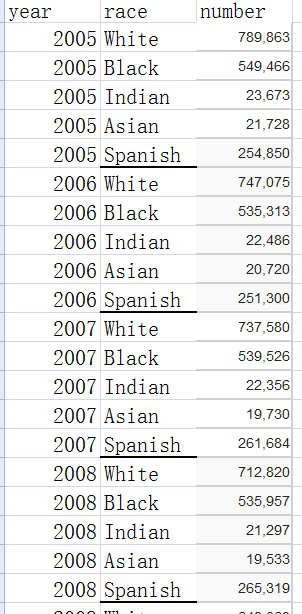 year race number
2005 White 789,863
2005 Black 549,466
2005 Indian 23,673
2005 Asian 21,728
2005 Spanish 254,850
2006 White 747,075
2006 Black 535,313
2006 Indian 22,486
2006 Asian 20,720
2006 Spanish 251,300
2007 White 737,580
2007 Black 539,526
2007 Indian 22,356
2007 Asian 19,730
2007 Spanish 261,684
2008 White 712,820
2008 Black 535,957
2008 Indian 21,297
2008 Asian 19,533
2008 Spanish 265,319